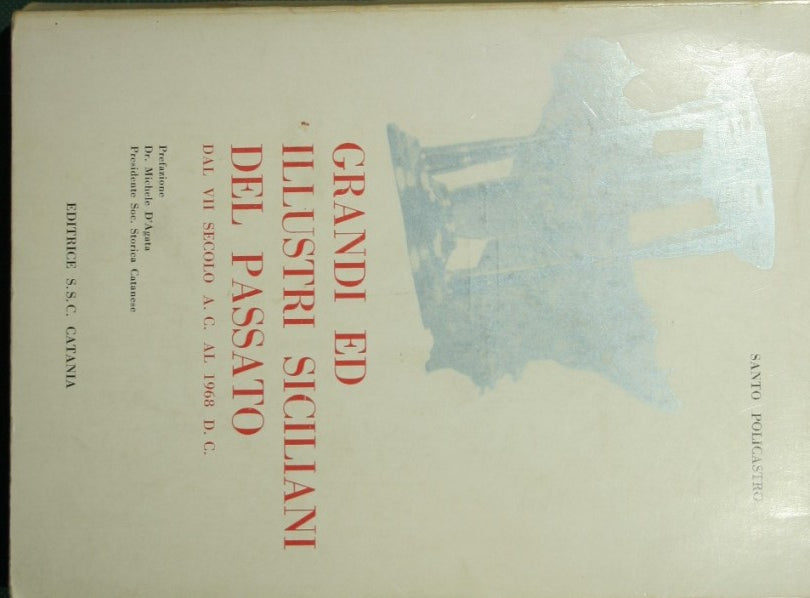 SANTO POLICASTRO
GRANDI ED
ILLUSTRI SICILIANI
DEL PASSATO
DAL VII SECOLO A. C. AL 1968 D. C.
Prefazione
Dr. Michele D'Agata
Presidente Soc. Storica Catanese
EDITRICE S.S.C. CATANIA